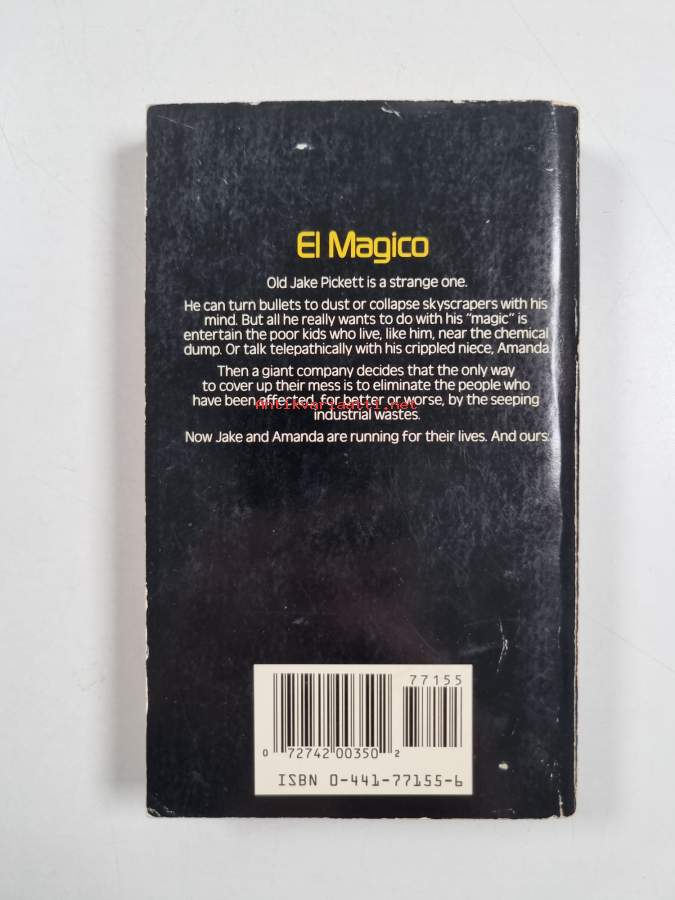 El Magico
Old Jake Pickett is a strange one.
He can turn bullets to dust or collapse skyscrapers with his
mind. But all he really wants to do with his "magic" is
entertain the poor kids who live, like him, near the chemical
dump. Or talk telepathically with his crippled niece, Amanda.
Then a giant company decides that the only way
to cover up their mess is to eliminate the people who
have been affected, for better or worse, by the seeping
Antikvariaatti.net
industrial wastes.
Now Jake and Amanda are running for their lives. And ours.
77155
0 72742 00350 2
ISBN 0-441-77155-6